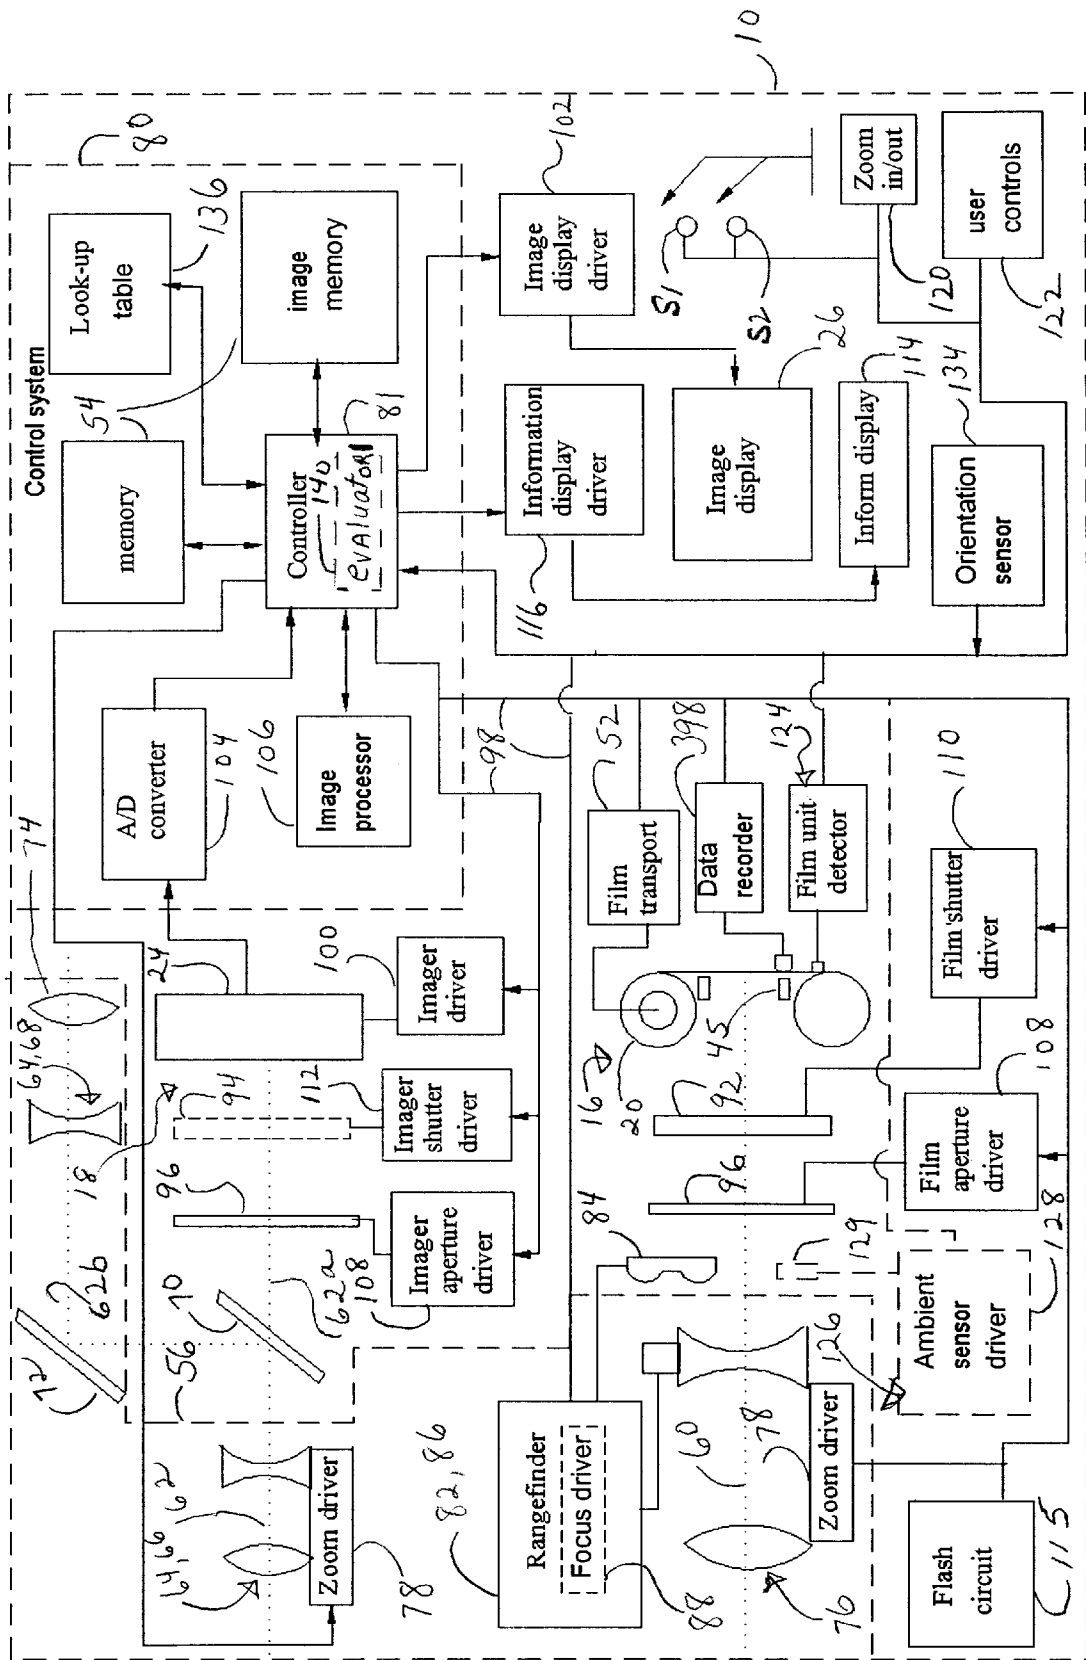 10
80
Control system
54
memory
Look-up
table
136
image
memory
Controller
140
evAluatoR
81
74
A/D
converter
104
Image
processor
106
98
64,68
24
18
94
112
Imager
driver
100
Imager
shutter
driver
96
Imager
aperture
driver
108
62a
70
62b
72
56
64,66
62
Zoom driver
78
102
Image display
driver
S1
S2
Zoom
in/out
120
user
controls
122
Information
display
driver
116
Image
display
26
Inform display
114
Orientation
sensor
134
Film
transport
152
Data
recorder
398
Film unit
detector
124
16
20
45
92
96
84
129
Film shutter
driver
110
Film
aperture
driver
108
Ambient
sensor
driver
128
126
Rangefinder
Focus driver
82,86
88
60
78
Zoom driver
76
Flash
circuit
115